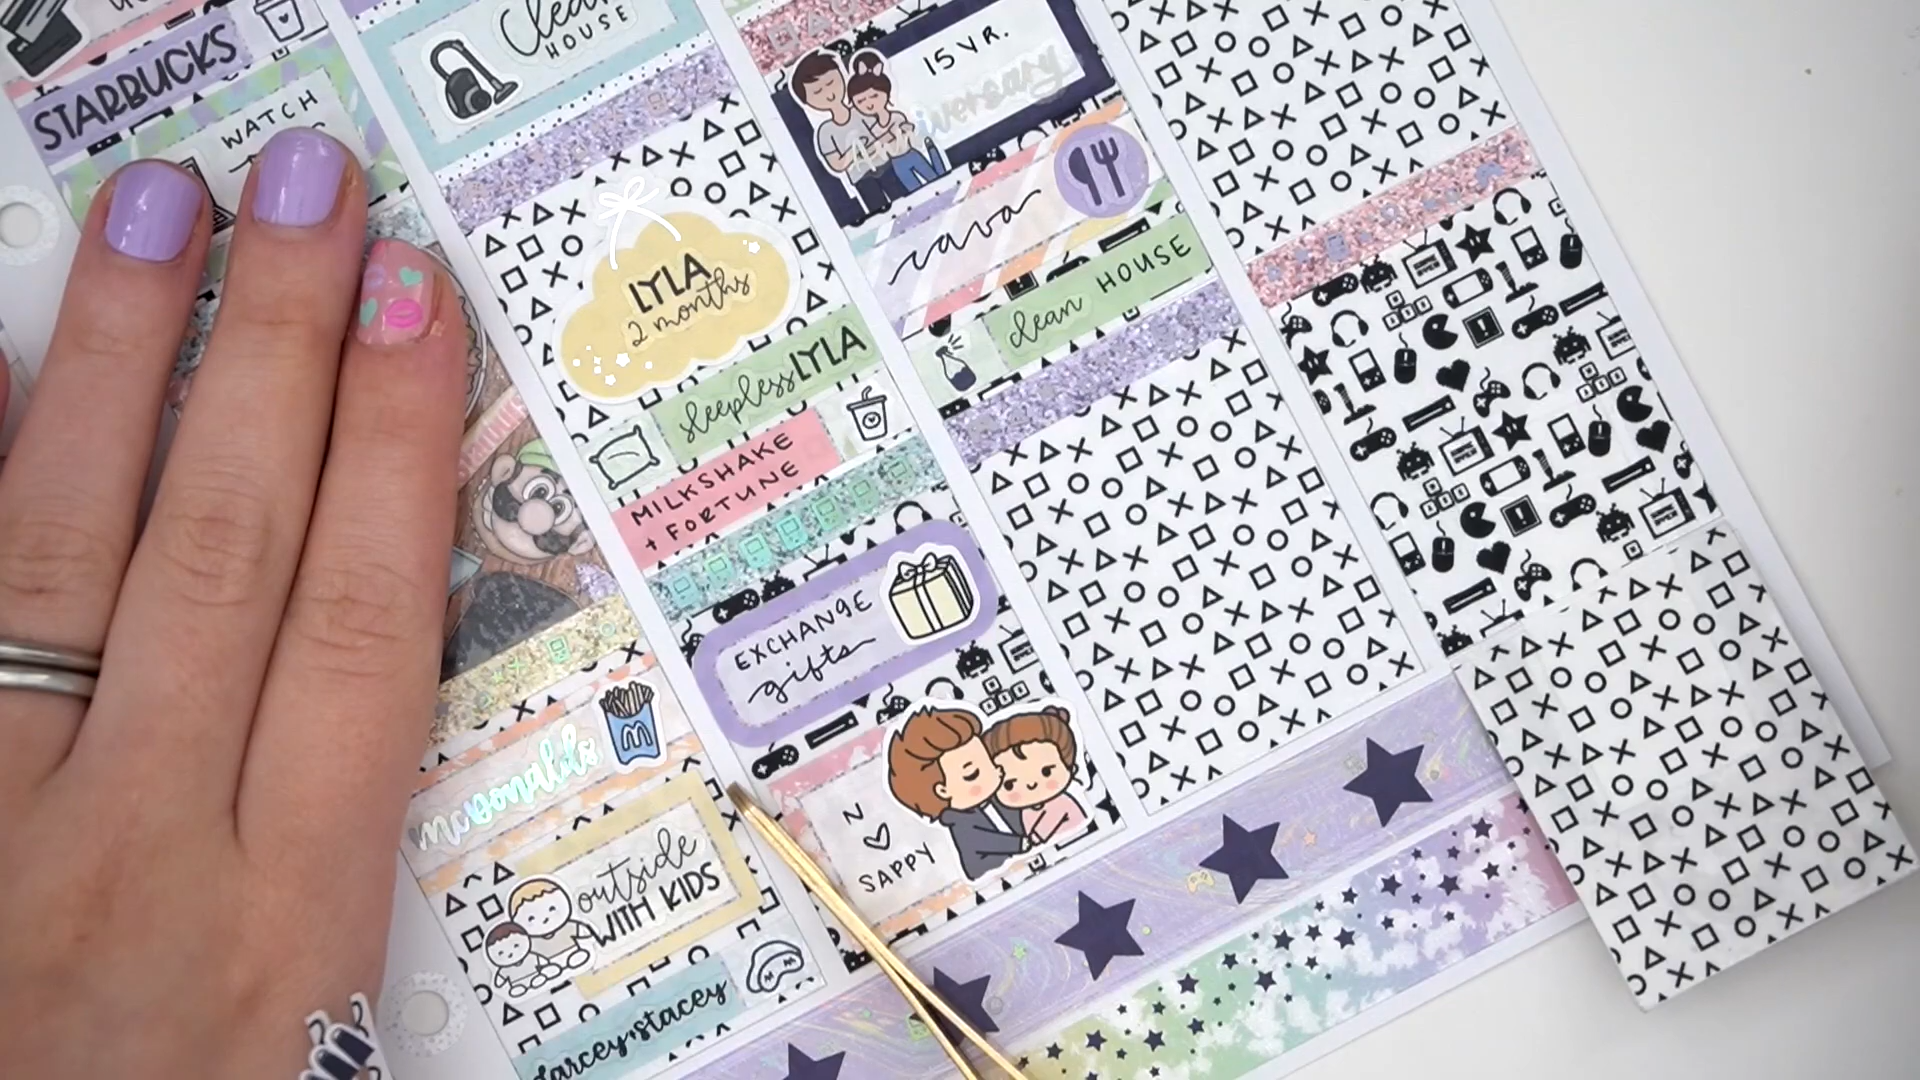 STARBUCKS
WATCH
clean
HOUSE
LYLA
2 months
sleepless LYLA
MILKSHAKE
+ FORTUNE
McDonalds
outside
WITH KIDS
darcey+stacey
15 YR.
Anniversary
cava
clean HOUSE
EXCHANGE
gifts
N
♡
SAPPY